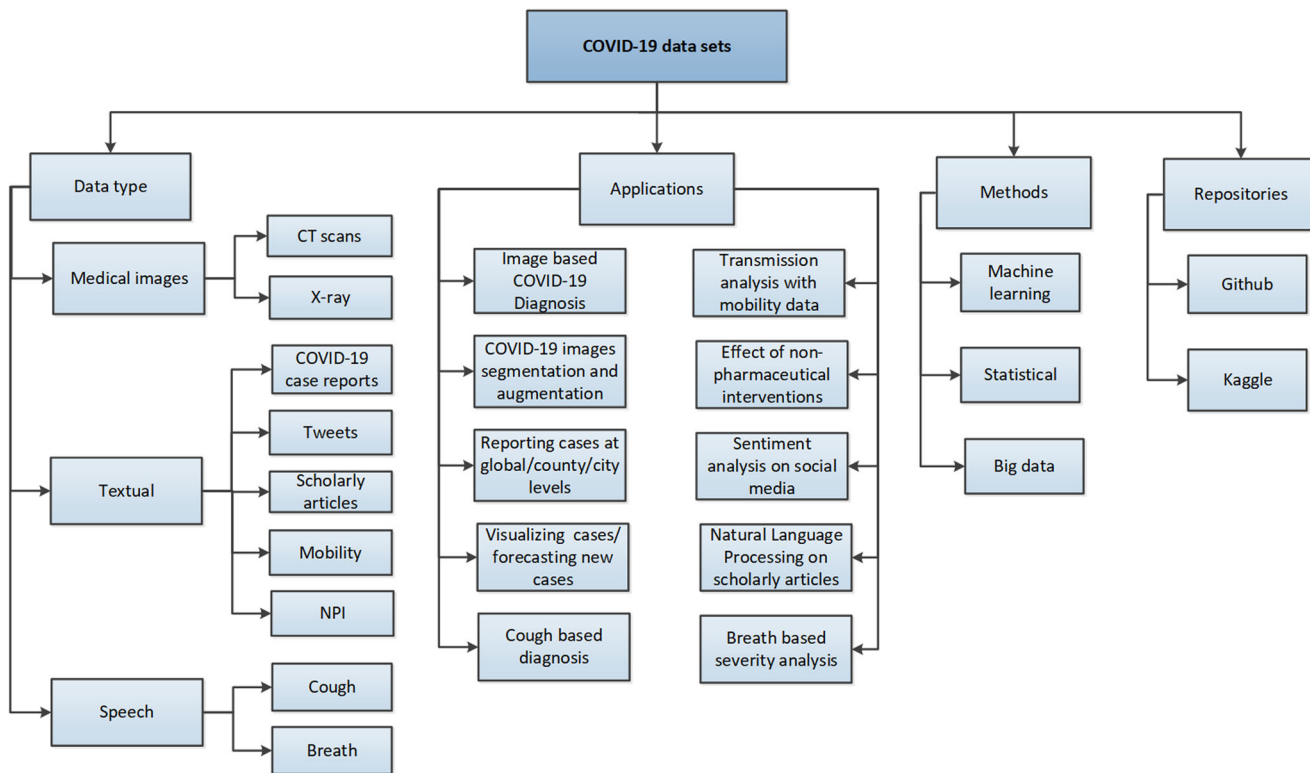 COVID-19 data sets
Data type
Applications
Methods
Repositories
Medical images
CT scans
X-ray
Textual
COVID-19
case reports
Tweets
Scholarly
articles
Mobility
NPI
Speech
Cough
Breath
Image based
COVID-19
Diagnosis
COVID-19 images
segmentation and
augmentation
Reporting cases at
global/county/city
levels
Visualizing cases/
forecasting new
cases
Cough based
diagnosis
Transmission
analysis with
mobility data
Effect of non-
pharmaceutical
interventions
Sentiment
analysis on social
media
Natural Language
Processing on
scholarly articles
Breath based
severity analysis
Machine
learning
Statistical
Big data
Github
Kaggle